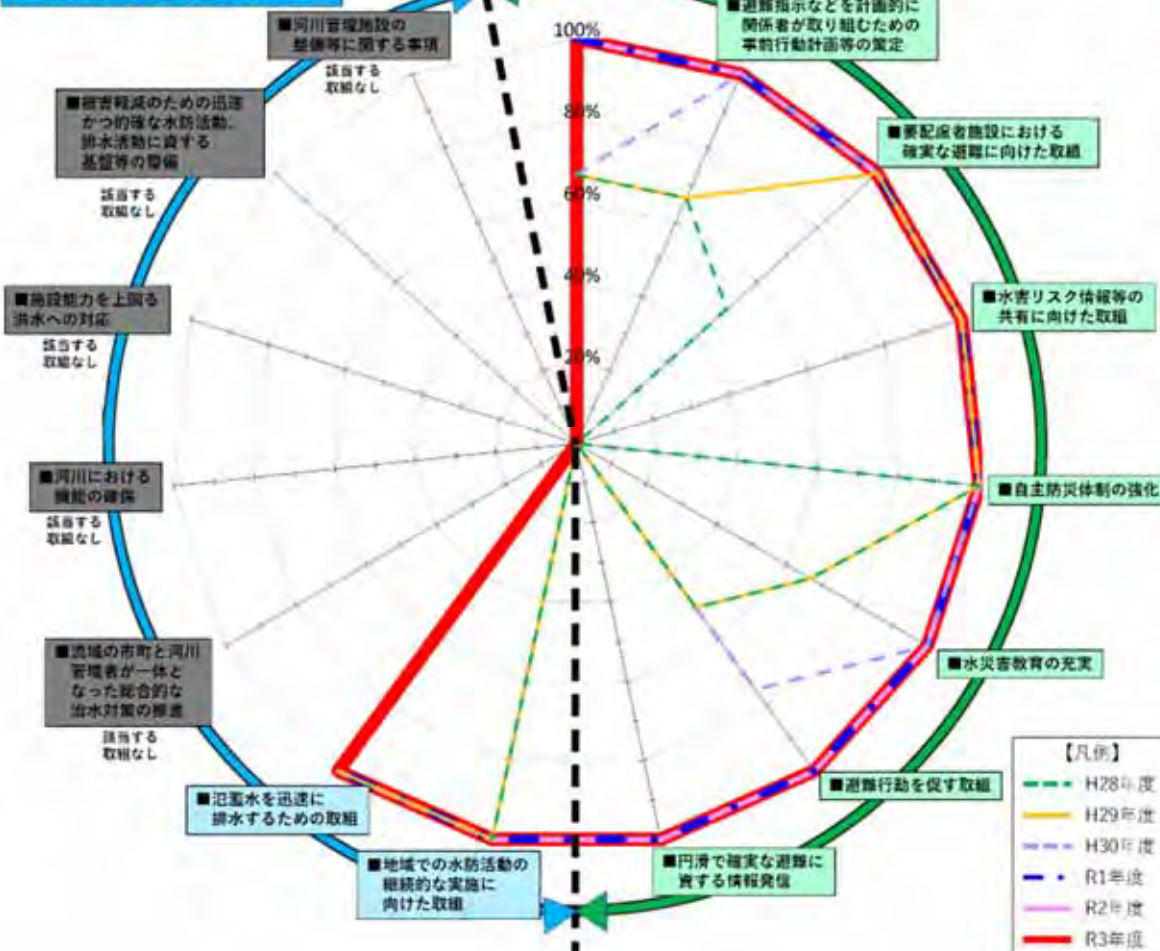 ■避難指示などを計画的に
関係者が取り組むための
事前行動計画等の策定
■河川管理施設の
整備等に関する事項
該当する
取組なし
100%
80%
60%
40%
20%
■被害軽減のための迅速
かつ的確な水防活動、
排水活動に資する
基盤等の整備
該当する
取組なし
■要配慮者施設における
確実な避難に向けた取組
■施設能力を上回る
洪水への対応
該当する
取組なし
■水害リスク情報等の
共有に向けた取組
■河川における
機能の確保
該当する
取組なし
■自主防災体制の強化
■流域の市町と河川
管理者が一体と
なった総合的な
治水対策の推進
該当する
取組なし
■水災害教育の充実
■氾濫水を迅速に
排水するための取組
■避難行動を促す取組
■地域での水防活動の
継続的な実施に
向けた取組
■円滑で確実な避難に
資する情報発信
【凡例】
H28年度
H29年度
H30年度
R1年度
R2年度
R3年度